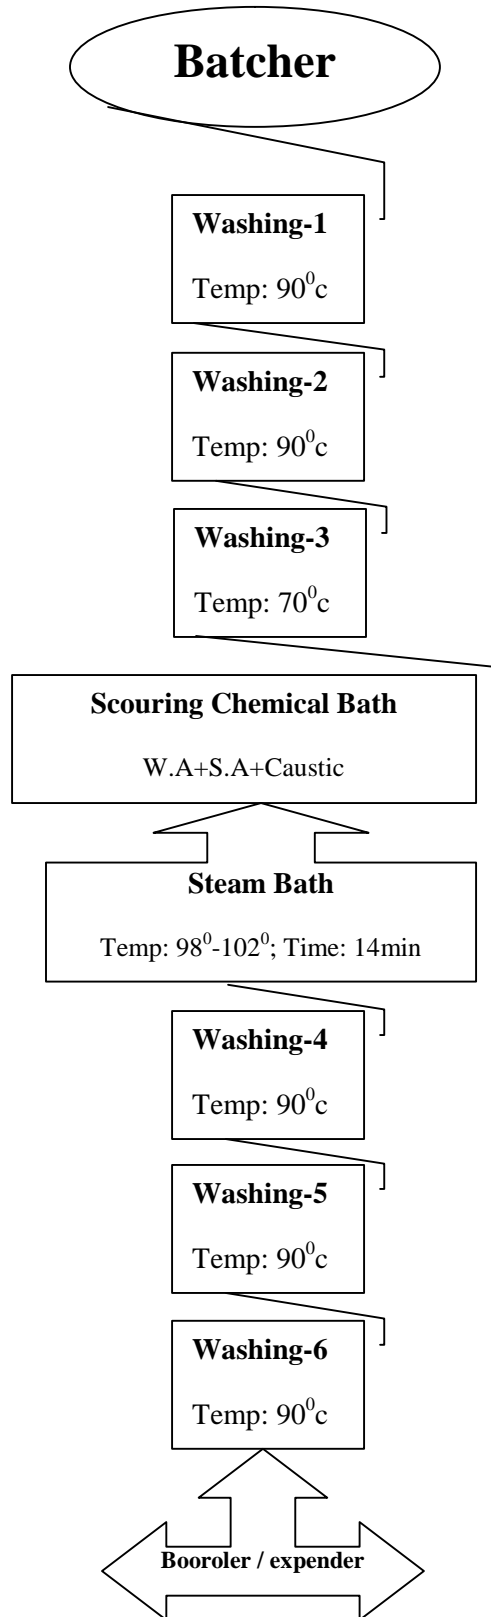 Batcher
Washing-1
Temp: 90⁰c
Washing-2
Temp: 90⁰c
Washing-3
Temp: 70⁰c
Scouring Chemical Bath
W.A+S.A+Caustic
Steam Bath
Temp: 98⁰-102⁰; Time: 14min
Washing-4
Temp: 90⁰c
Washing-5
Temp: 90⁰c
Washing-6
Temp: 90⁰c
Booroler / expender